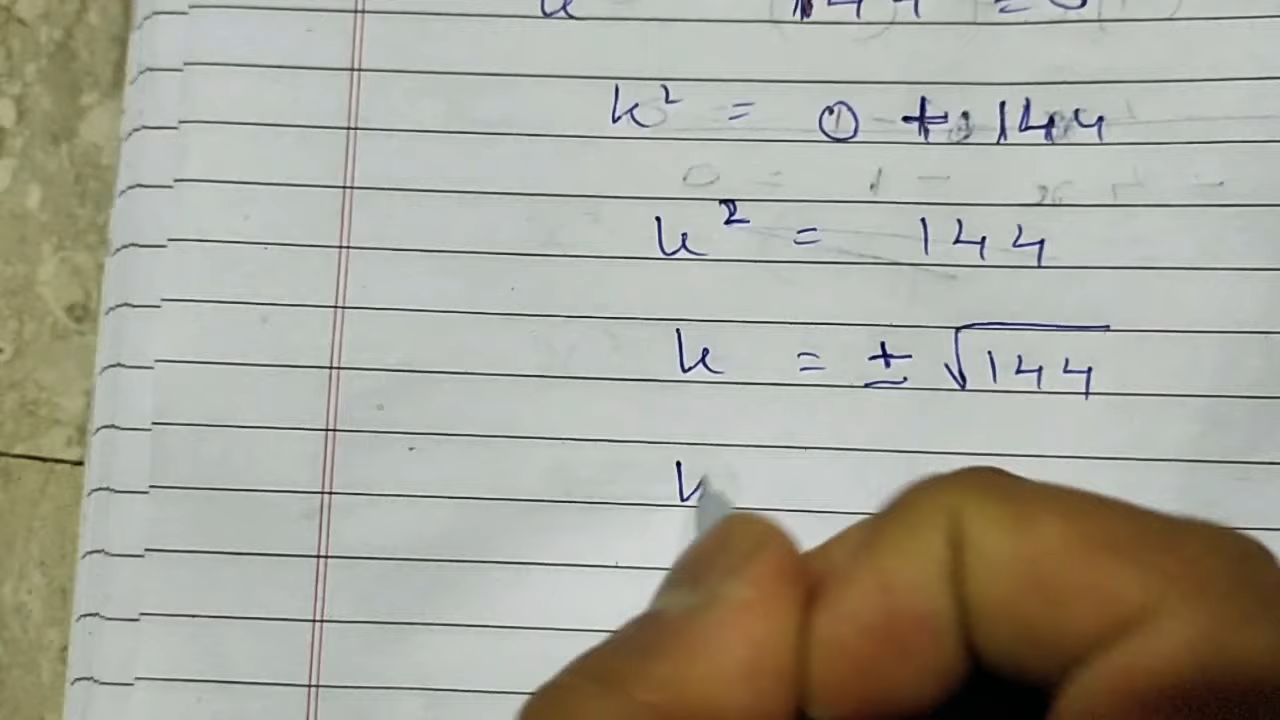 k² = 0 + 144
k² = 144
k = ± √144
k